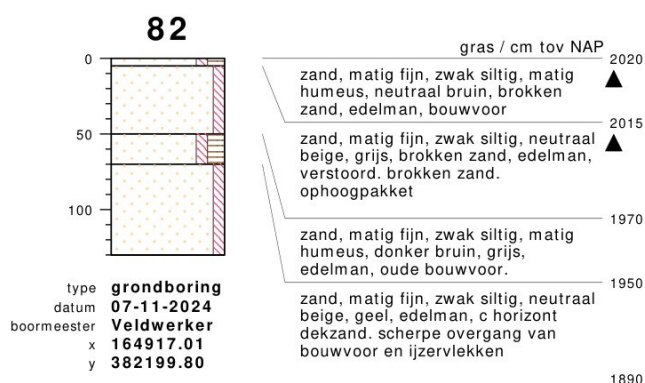 82
gras / cm tov NAP
0
2020
zand, matig fijn, zwak siltig, matig
humeus, neutraal bruin, brokken
zand, edelman, bouwvoor
2015
50
zand, matig fijn, zwak siltig, neutraal
beige, grijs, brokken zand, edelman,
verstoord. brokken zand.
ophoogpakket
100
1970
zand, matig fijn, zwak siltig, matig
humeus, donker bruin, grijs,
edelman, oude bouwvoor.
1950
zand, matig fijn, zwak siltig, neutraal
beige, geel, edelman, c horizont
dekzand. scherpe overgang van
bouwvoor en ijzervlekken
1890
type grondboring
datum 07-11-2024
boormeester Veldwerker
x 164917.01
y 382199.80